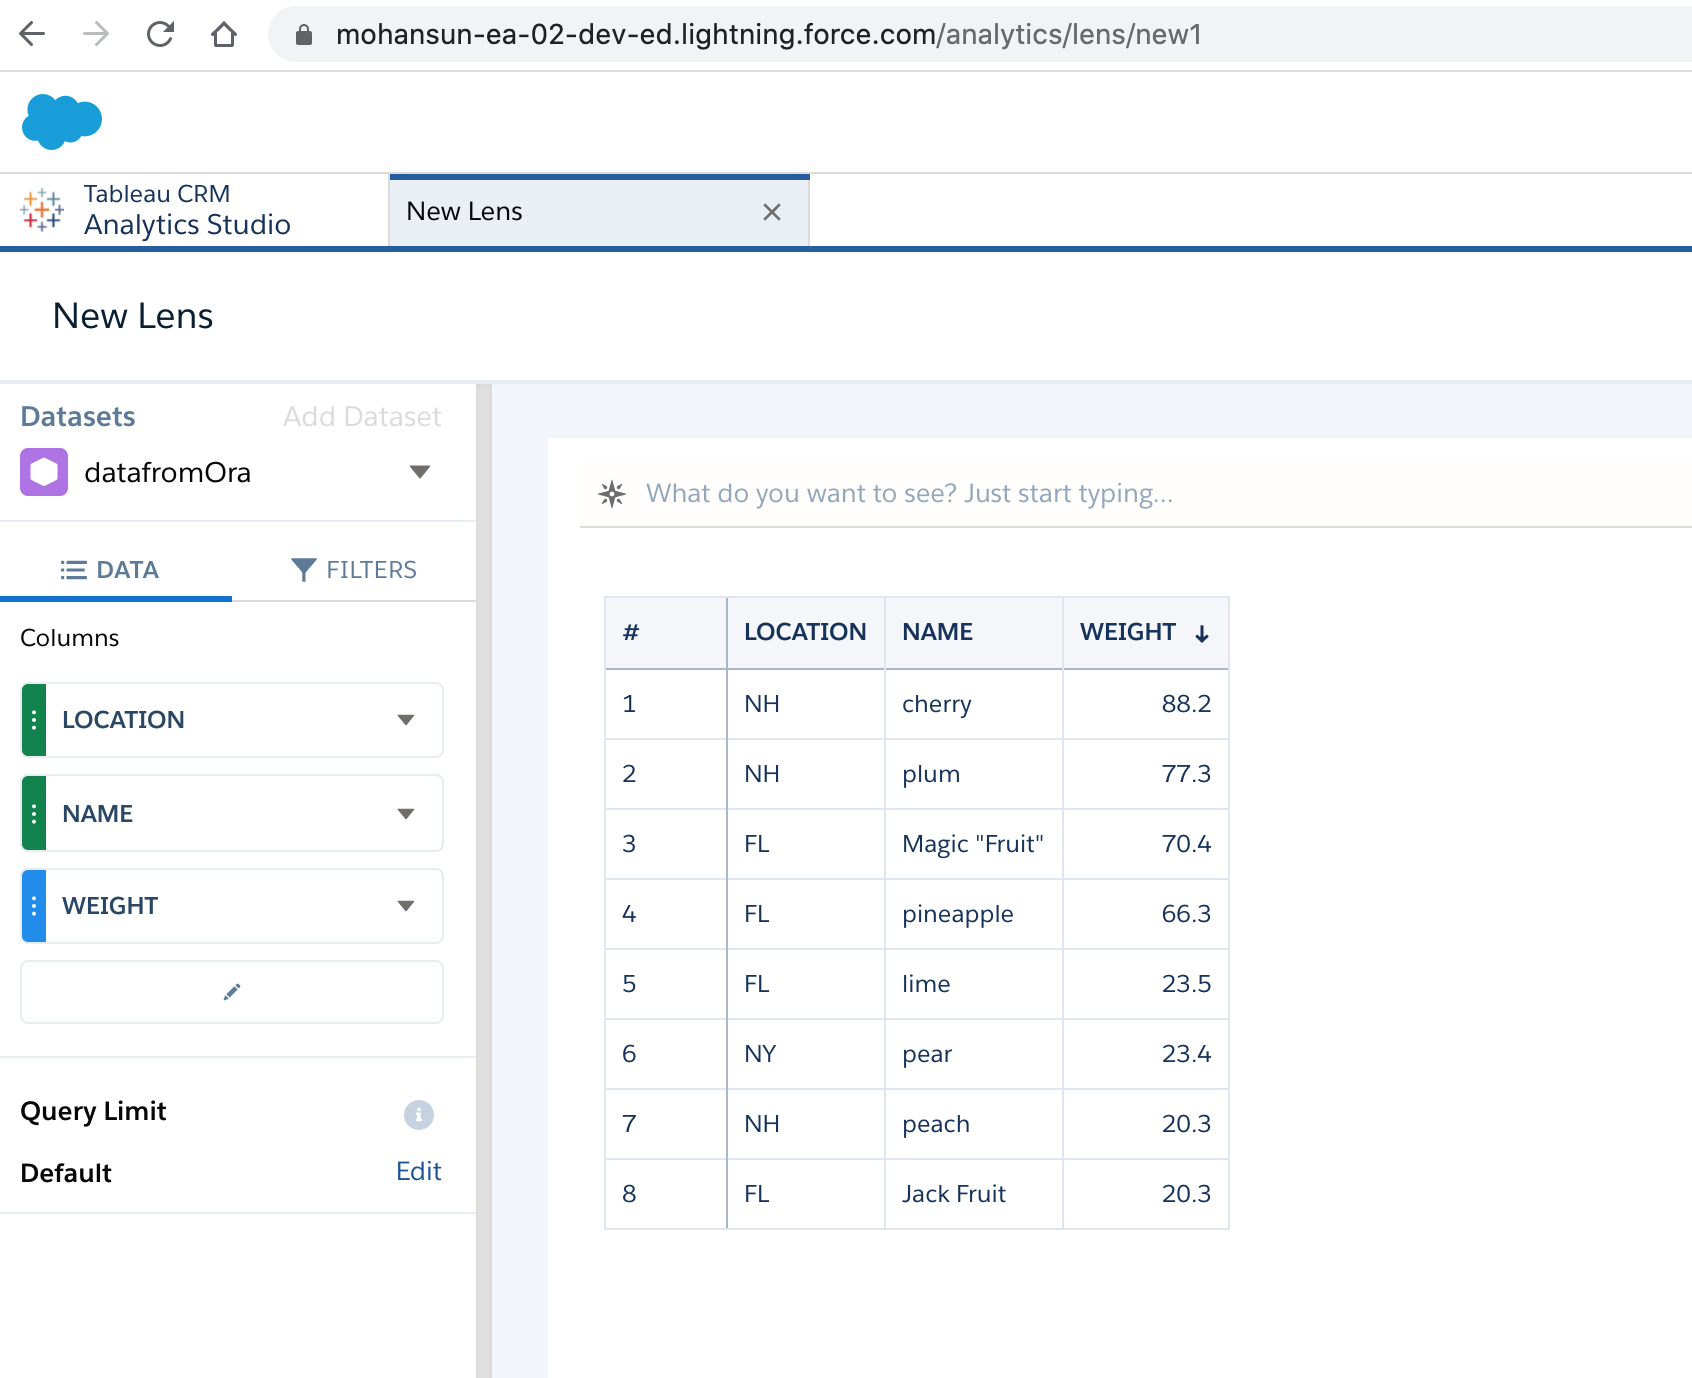 mohansun-ea-02-dev-ed.lightning.force.com/analytics/lens/new1
Tableau CRM
Analytics Studio
New Lens
New Lens
Datasets Add Dataset
datafromOra
What do you want to see? Just start typing...
DATA FILTERS
Columns
LOCATION
NAME
WEIGHT
Query Limit
Default Edit
# LOCATION NAME WEIGHT
1 NH cherry 88.2
2 NH plum 77.3
3 FL Magic "Fruit" 70.4
4 FL pineapple 66.3
5 FL lime 23.5
6 NY pear 23.4
7 NH peach 20.3
8 FL Jack Fruit 20.3